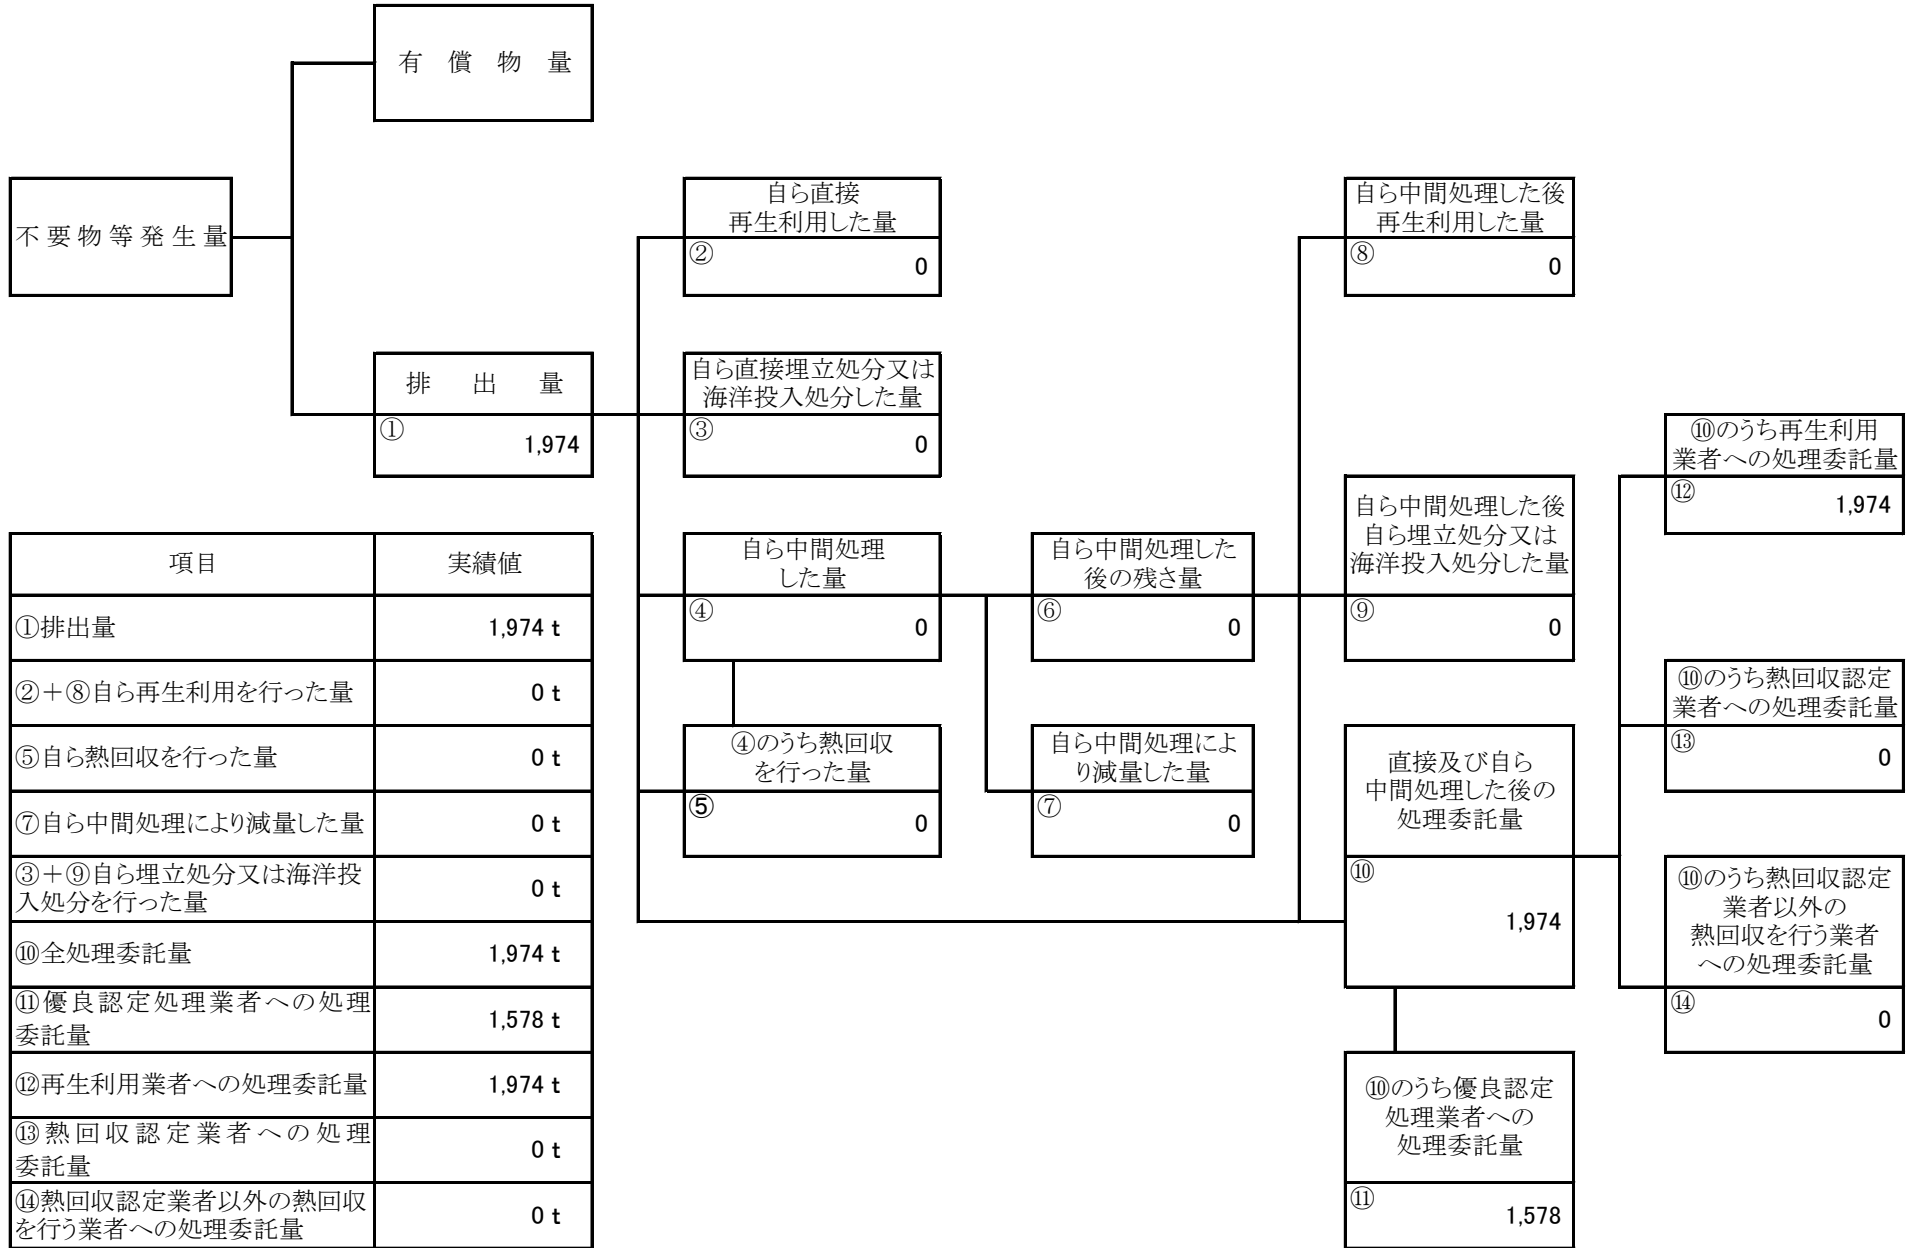 有償物量
不要物等発生量
排出量
①
1,974
自ら直接
再生利用した量
②
0
自ら直接埋立処分又は
海洋投入処分した量
③
0
自ら中間処理
した量
④
0
④のうち熱回収
を行った量
⑤
0
自ら中間処理した
後の残さ量
⑥
0
自ら中間処理によ
り減量した量
⑦
0
自ら中間処理した後
再生利用した量
⑧
0
自ら中間処理した後
自ら埋立処分又は
海洋投入処分した量
⑨
0
直接及び自ら
中間処理した後の
処理委託量
⑩
1,974
⑩のうち優良認定
処理業者への
処理委託量
⑪
1,578
⑩のうち再生利用
業者への処理委託量
⑫
1,974
⑩のうち熱回収認定
業者への処理委託量
⑬
0
⑩のうち熱回収認定
業者以外の
熱回収を行う業者
への処理委託量
⑭
0
項目 実績値
①排出量 1,974 t
②+⑧自ら再生利用を行った量 0 t
⑤自ら熱回収を行った量 0 t
⑦自ら中間処理により減量した量 0 t
③+⑨自ら埋立処分又は海洋投
入処分を行った量 0 t
⑩全処理委託量 1,974 t
⑪優良認定処理業者への処理
委託量 1,578 t
⑫再生利用業者への処理委託量 1,974 t
⑬熱回収認定業者への処理
委託量 0 t
⑭熱回収認定業者以外の熱回収
を行う業者への処理委託量 0 t